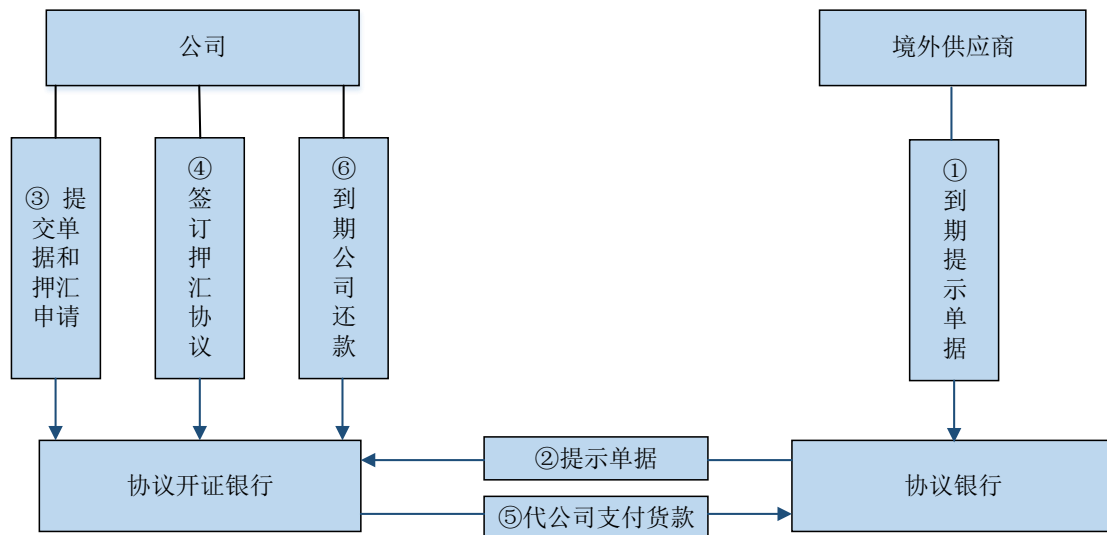 公司
境外供应商
③ 提
交单
据和
押汇
申请
④
签
订
押
汇
协
议
⑥
到
期
公
司
还
款
①
到
期
提
示
单
据
②提示单据
协议开证银行
协议银行
⑤代公司支付货款